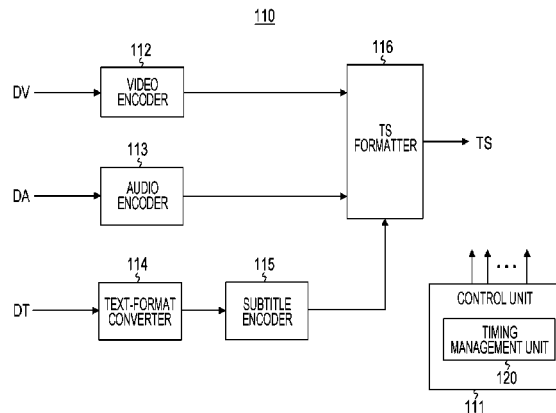 110
112
DV
VIDEO
ENCODER
116
TS
FORMATTER
TS
113
DA
AUDIO
ENCODER
114
DT
TEXT-FORMAT
CONVERTER
115
SUBTITLE
ENCODER
...
CONTROL UNIT
TIMING
MANAGEMENT UNIT
120
111